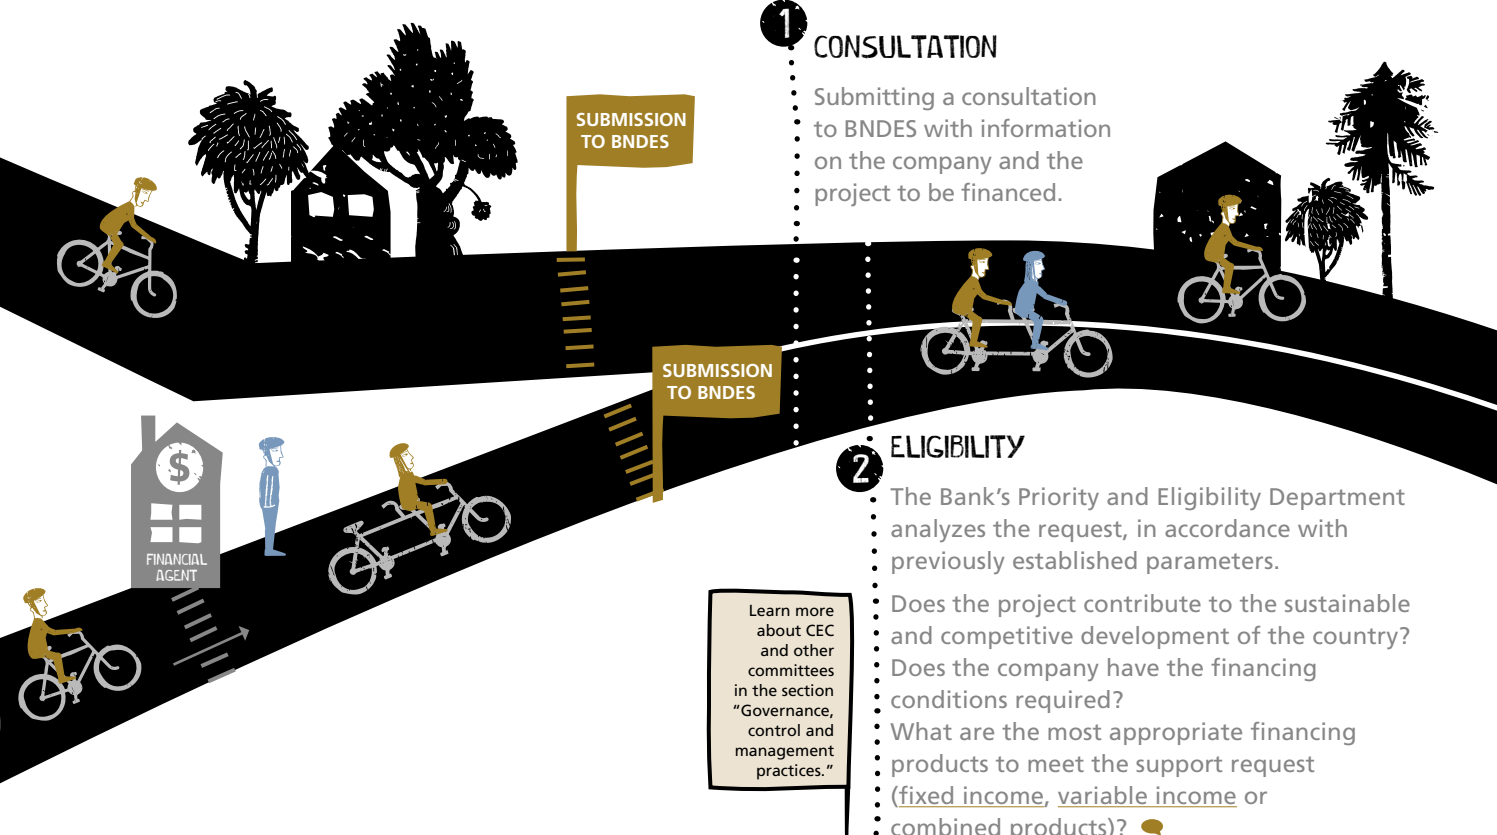 1
CONSULTATION
Submitting a consultation
to BNDES with information
on the company and the
project to be financed.
SUBMISSION
TO BNDES
SUBMISSION
TO BNDES
$
FINANCIAL
AGENT
2
ELIGIBILITY
The Bank’s Priority and Eligibility Department
analyzes the request, in accordance with
previously established parameters.
Does the project contribute to the sustainable
and competitive development of the country?
Does the company have the financing
conditions required?
What are the most appropriate financing
products to meet the support request
(fixed income, variable income or
combined products)?
Learn more
about CEC
and other
committees
in the section
“Governance,
control and
management
practices.”